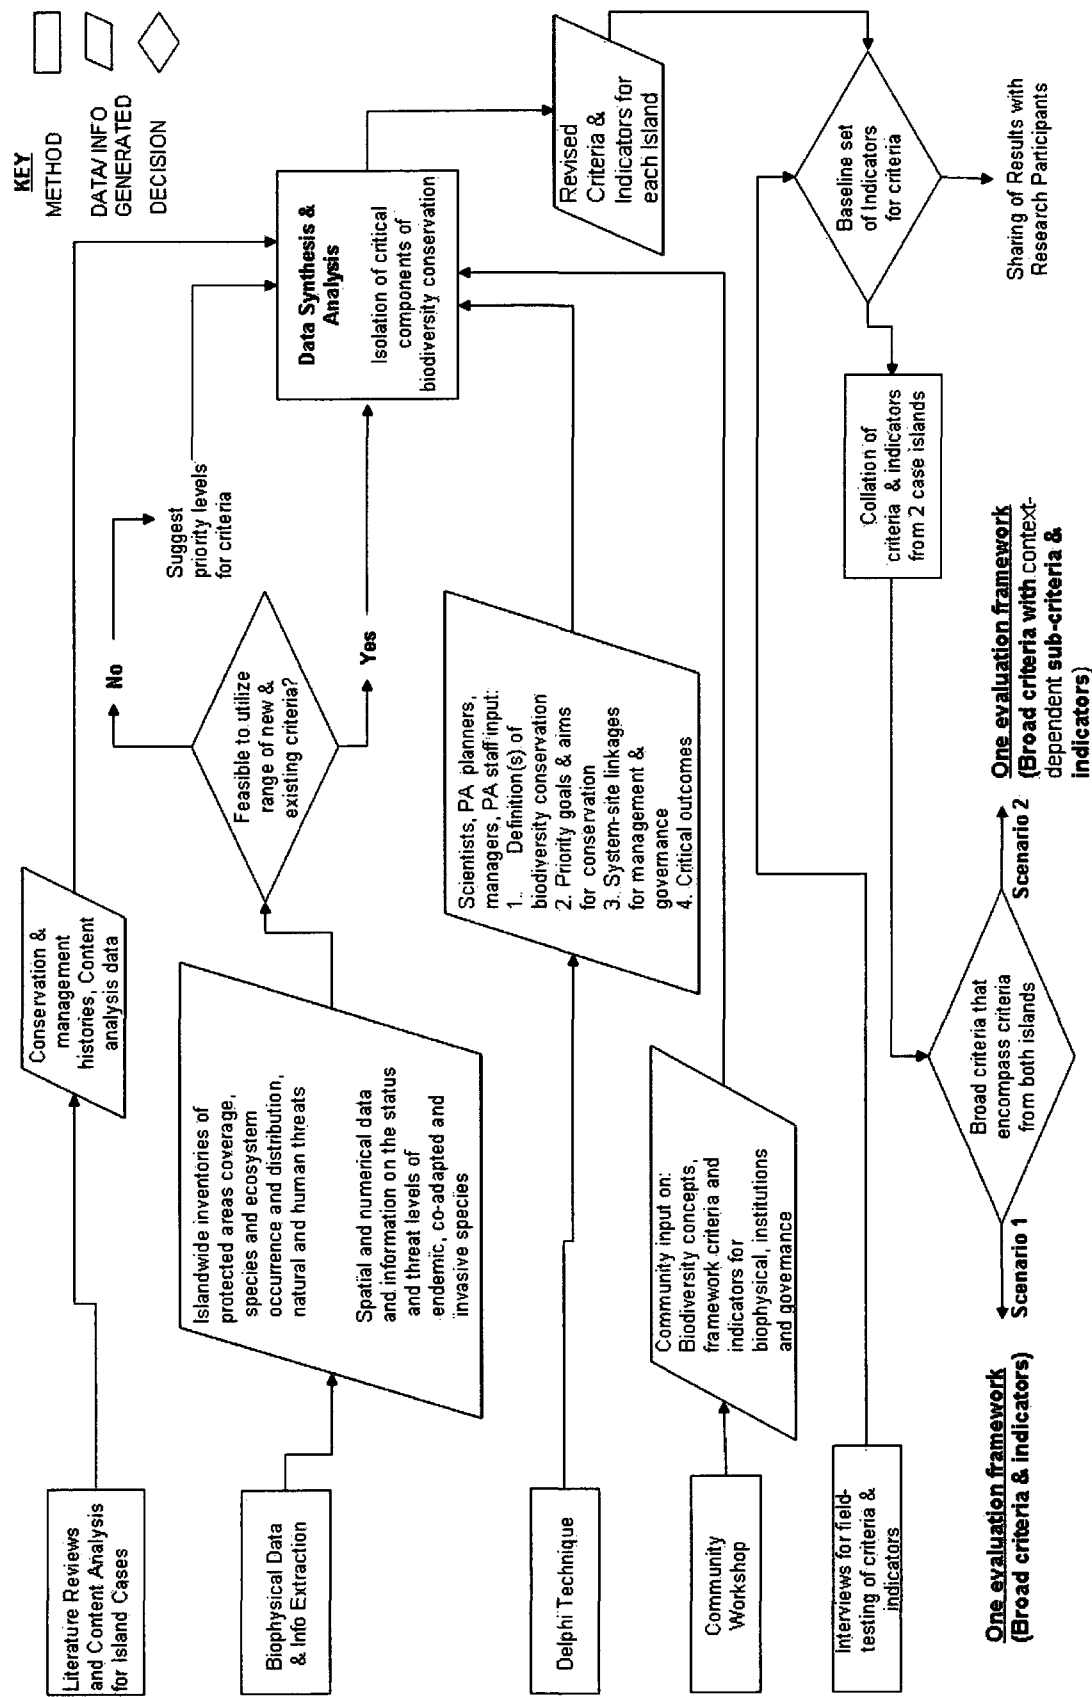 KEY
METHOD
DATA/ INFO
GENERATED
DECISION
Literature Reviews
and Content Analysis
for Island Cases
Conservation &
management
histories, Content
analysis data
Biophysical Data
& Info Extraction
Islandwide inventories of
protected areas coverage,
species and ecosystem
occurrence and distribution,
natural and human threats
Spatial and numerical data
and information on the status
and threat levels of
endemic, co-adapted and
invasive species
Feasible to utilize
range of new &
existing criteria?
No
Yes
Suggest
priority levels
for criteria
Data Synthesis &
Analysis
Isolation of critical
components of
biodiversity conservation
Delphi Technique
Scientists, PA planners,
managers, PA staff input:
1. Definition(s) of
biodiversity conservation
2. Priority goals & aims
for conservation
3. System-site linkages
for management &
governance
4. Critical outcomes
Revised
Criteria &
Indicators for
each Island
Community
Workshop
Community input on:
Biodiversity concepts,
framework criteria and
indicators for
biophysical, institutions
and governance
Interviews for field-
testing of criteria &
indicators
Baseline set
of Indicators
for criteria
Sharing of Results with
Research Participants
Collation of
criteria & indicators
from 2 case islands
Broad criteria that
encompass criteria
from both islands
Scenario 1
Scenario 2
One evaluation framework
(Broad criteria & indicators)
One evaluation framework
(Broad criteria with context-
dependent sub-criteria &
indicators)